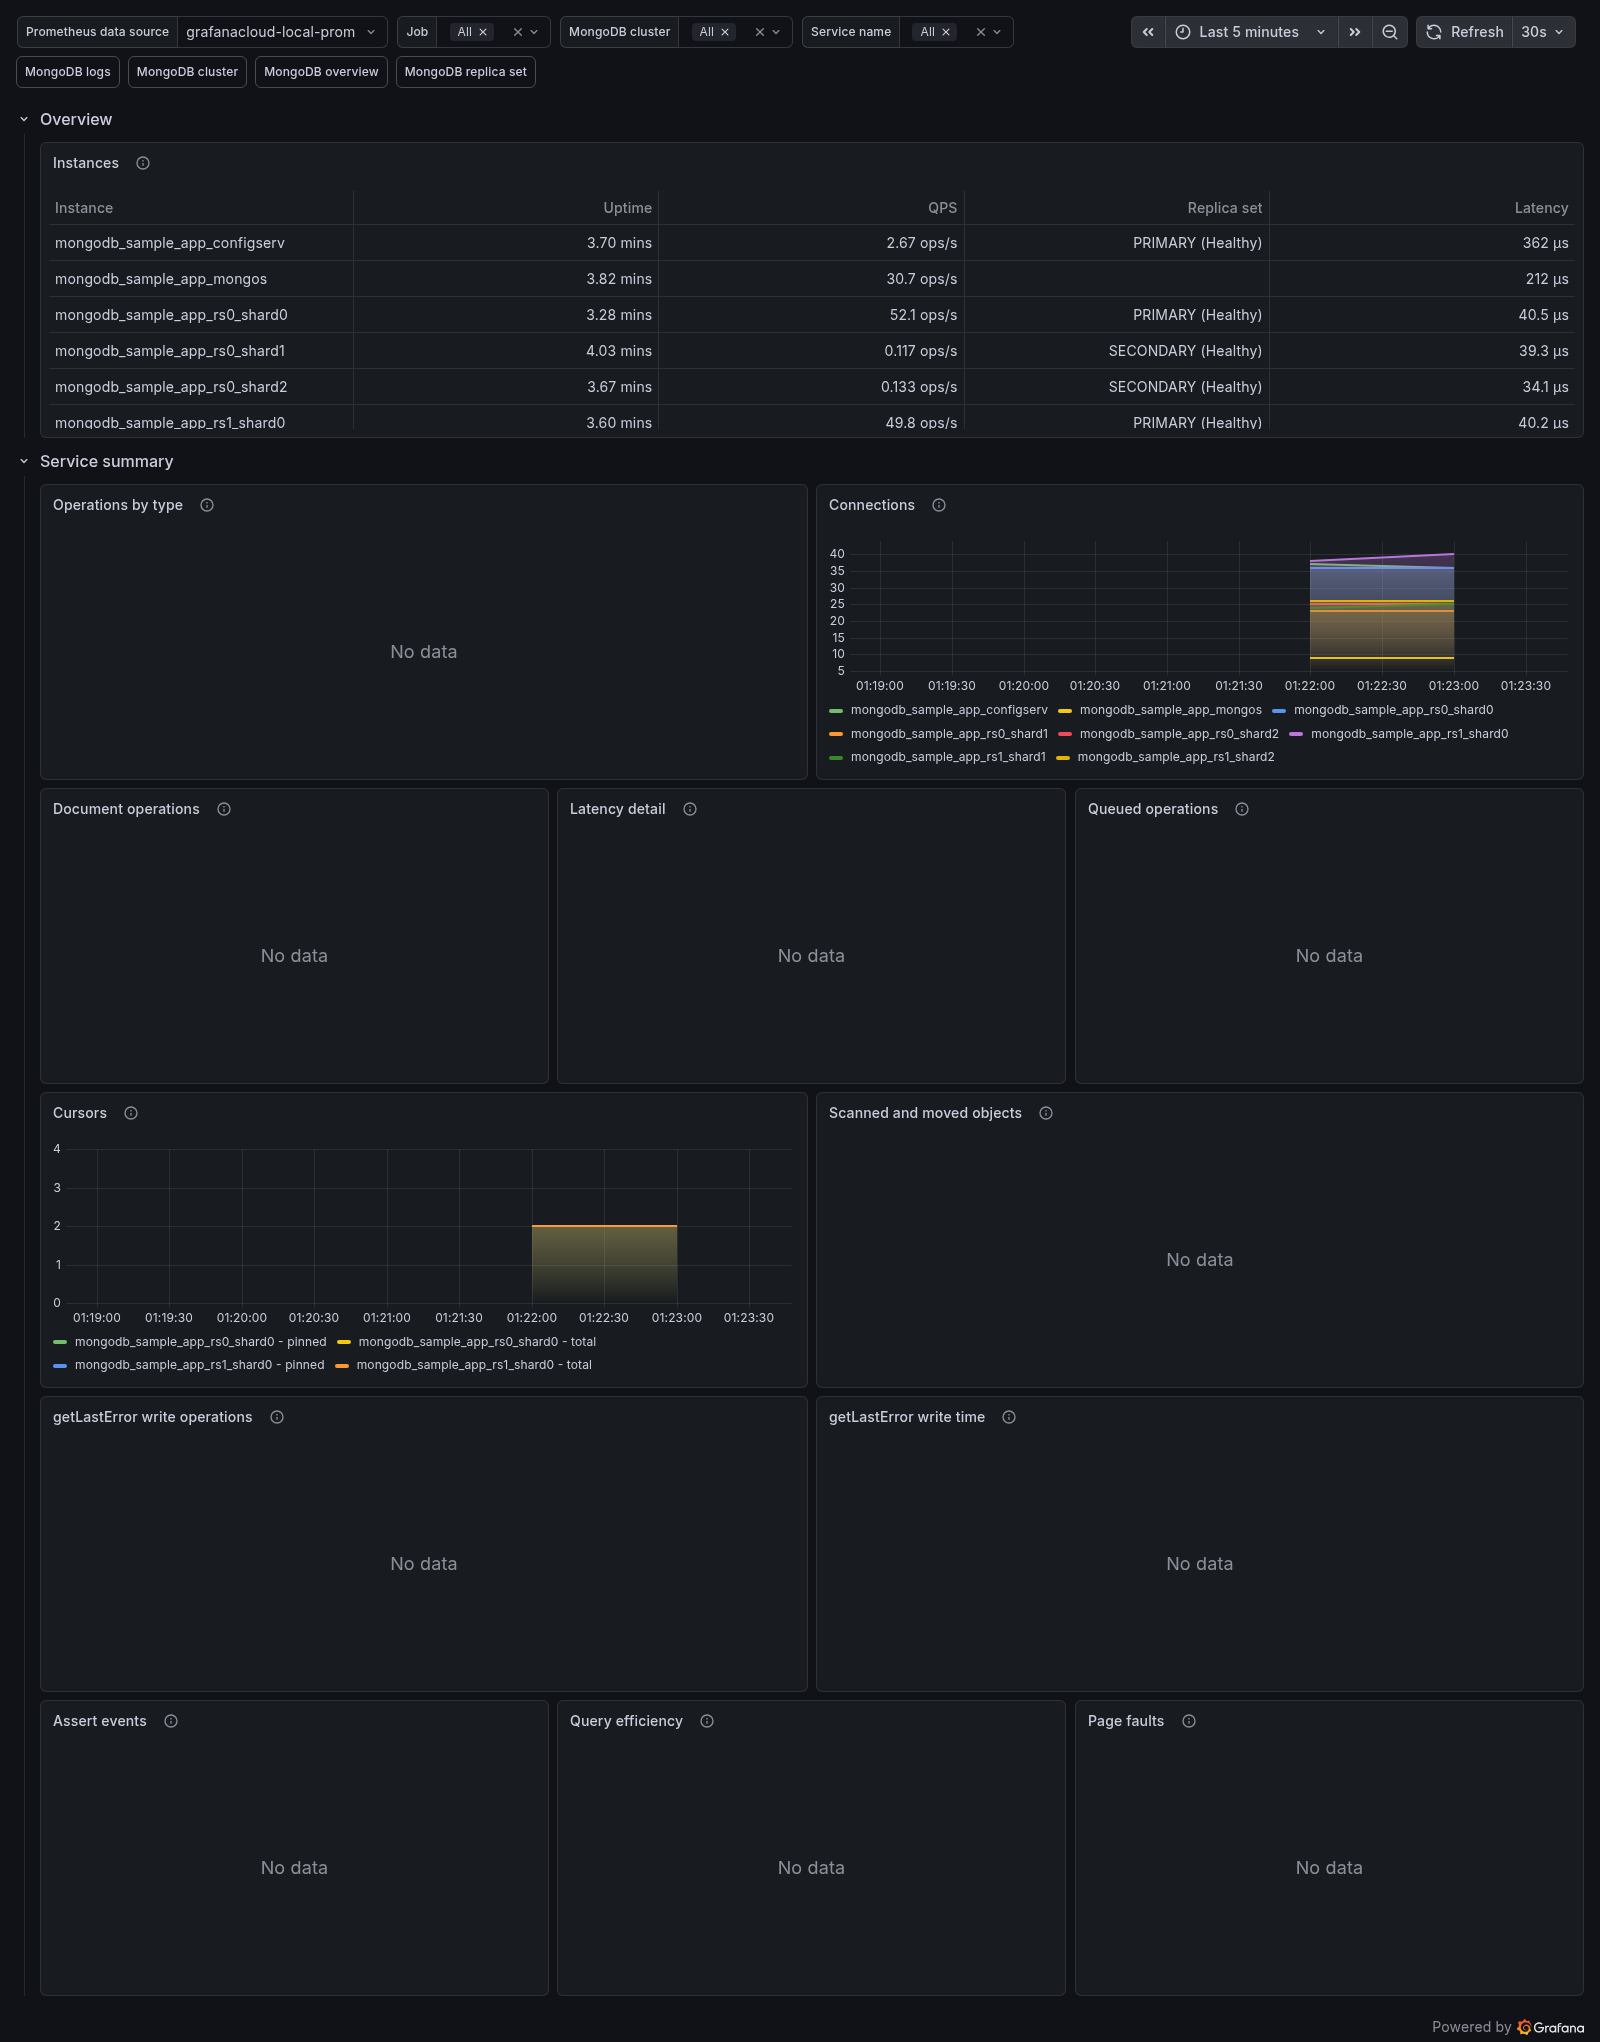 Prometheus data source grafanacloud-local-prom Job All MongoDB cluster All Service name All Last 5 minutes Refresh 30s
MongoDB logs MongoDB cluster MongoDB overview MongoDB replica set
Overview
Instances
Instance Uptime QPS Replica set Latency
mongodb_sample_app_configserv 3.70 mins 2.67 ops/s PRIMARY (Healthy) 362 µs
mongodb_sample_app_mongos 3.82 mins 30.7 ops/s 212 µs
mongodb_sample_app_rs0_shard0 3.28 mins 52.1 ops/s PRIMARY (Healthy) 40.5 µs
mongodb_sample_app_rs0_shard1 4.03 mins 0.117 ops/s SECONDARY (Healthy) 39.3 µs
mongodb_sample_app_rs0_shard2 3.67 mins 0.133 ops/s SECONDARY (Healthy) 34.1 µs
mongodb_sample_app_rs1_shard0 3.60 mins 49.8 ops/s PRIMARY (Healthy) 40.2 µs
Service summary
Operations by type
No data
Connections
40
35
30
25
20
15
10
5
01:19:00 01:19:30 01:20:00 01:20:30 01:21:00 01:21:30 01:22:00 01:22:30 01:23:00 01:23:30
mongodb_sample_app_configserv mongodb_sample_app_mongos mongodb_sample_app_rs0_shard0
mongodb_sample_app_rs0_shard1 mongodb_sample_app_rs0_shard2 mongodb_sample_app_rs1_shard0
mongodb_sample_app_rs1_shard1 mongodb_sample_app_rs1_shard2
Document operations
No data
Latency detail
No data
Queued operations
No data
Cursors
4
3
2
1
0
01:19:00 01:19:30 01:20:00 01:20:30 01:21:00 01:21:30 01:22:00 01:22:30 01:23:00 01:23:30
mongodb_sample_app_rs0_shard0 - pinned mongodb_sample_app_rs0_shard0 - total
mongodb_sample_app_rs1_shard0 - pinned mongodb_sample_app_rs1_shard0 - total
Scanned and moved objects
No data
getLastError write operations
No data
getLastError write time
No data
Assert events
No data
Query efficiency
No data
Page faults
No data
Powered by Grafana